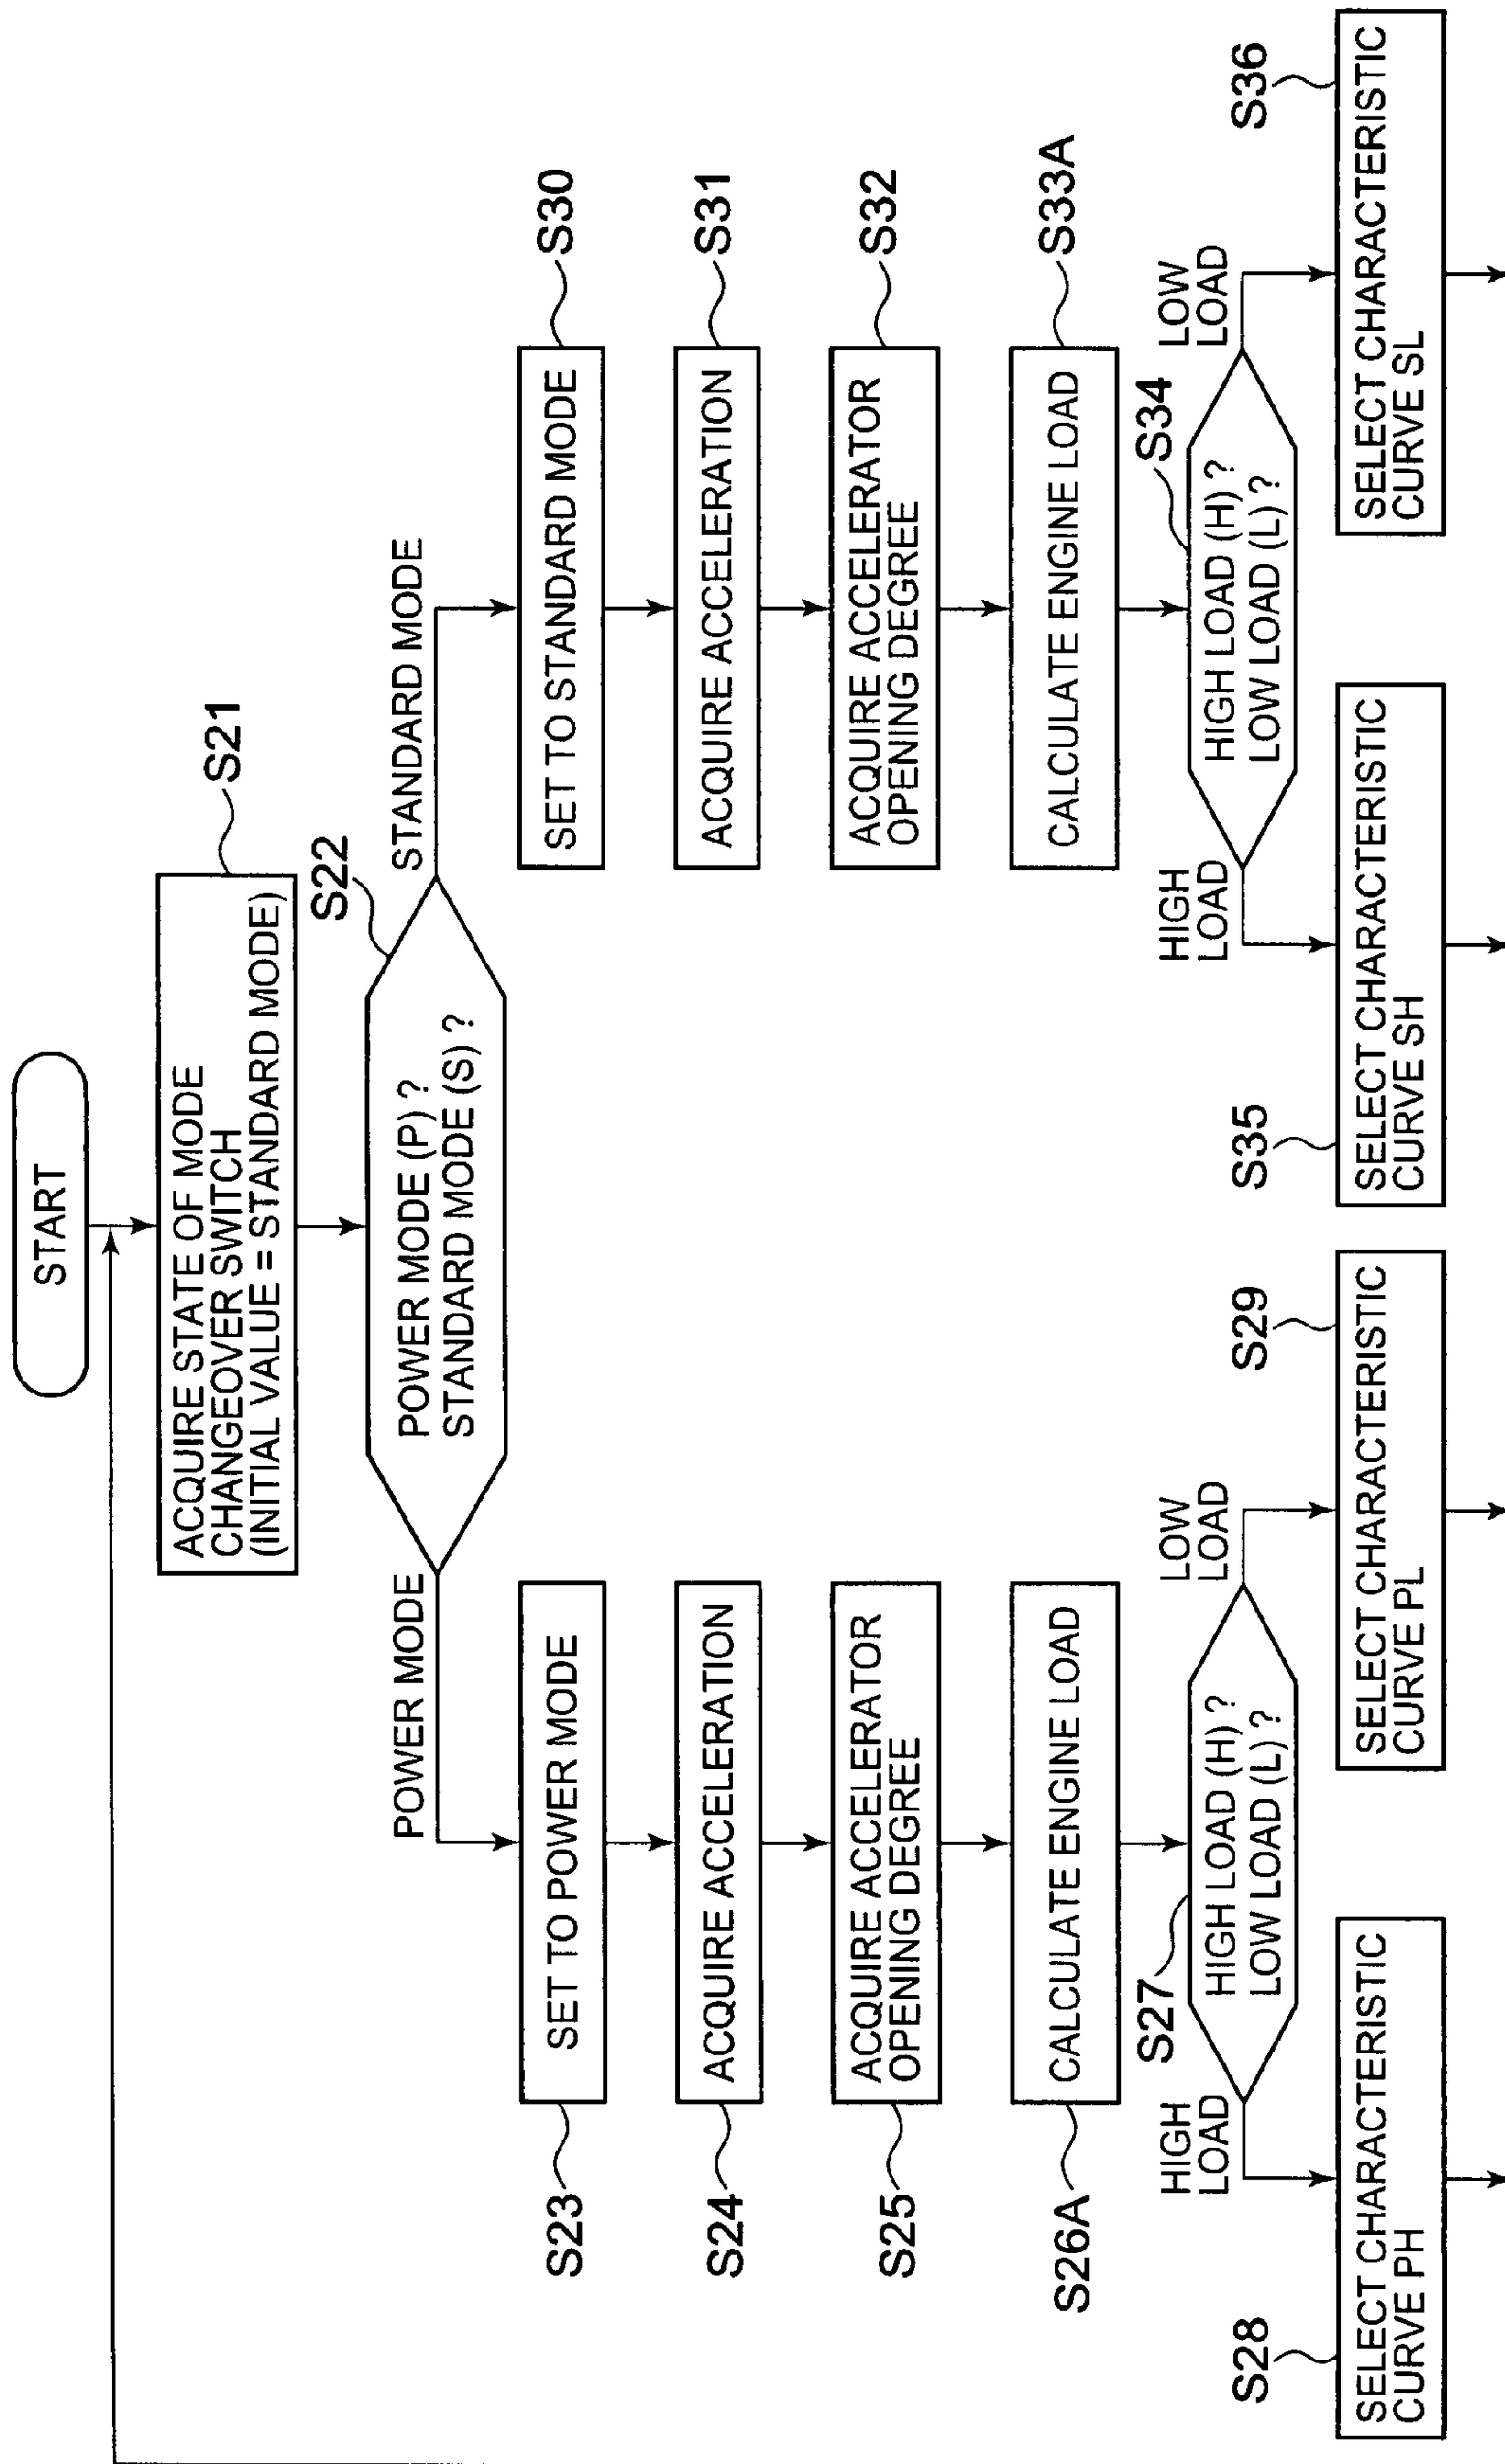 START
ACQUIRE STATE OF MODE
CHANGEOVER SWITCH
(INITIAL VALUE = STANDARD MODE)
S21
S22
POWER MODE (P) ?
STANDARD MODE (S) ?
POWER MODE
STANDARD MODE
S23
SET TO POWER MODE
S24
ACQUIRE ACCELERATION
S25
ACQUIRE ACCELERATOR
OPENING DEGREE
S26A
CALCULATE ENGINE LOAD
S27
HIGH LOAD (H) ?
LOW LOAD (L) ?
HIGH
LOAD
LOW
LOAD
S28
SELECT CHARACTERISTIC
CURVE PH
S29
SELECT CHARACTERISTIC
CURVE PL
SET TO STANDARD MODE
S30
ACQUIRE ACCELERATION
S31
ACQUIRE ACCELERATOR
OPENING DEGREE
S32
CALCULATE ENGINE LOAD
S33A
S34
HIGH LOAD (H) ?
LOW LOAD (L) ?
HIGH
LOAD
LOW
LOAD
S35
SELECT CHARACTERISTIC
CURVE SH
S36
SELECT CHARACTERISTIC
CURVE SL